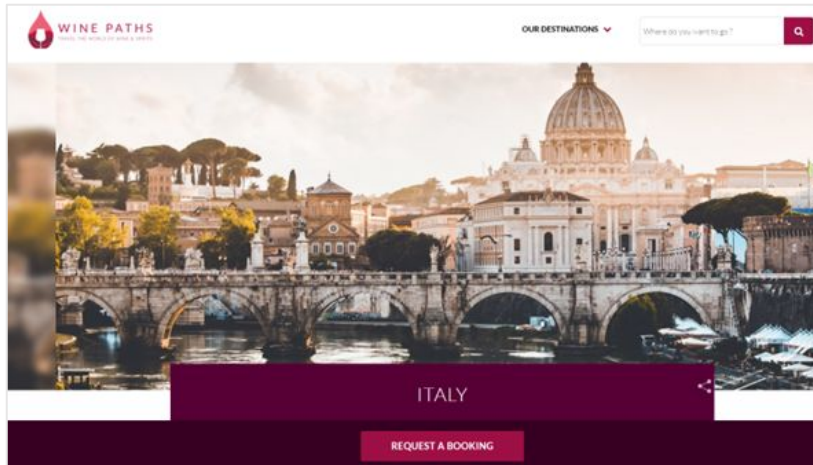 WINE PATHS
TRAVEL THE WORLD OF WINE & SPIRITS
OUR DESTINATIONS
Where do you want to go ?
ITALY
REQUEST A BOOKING